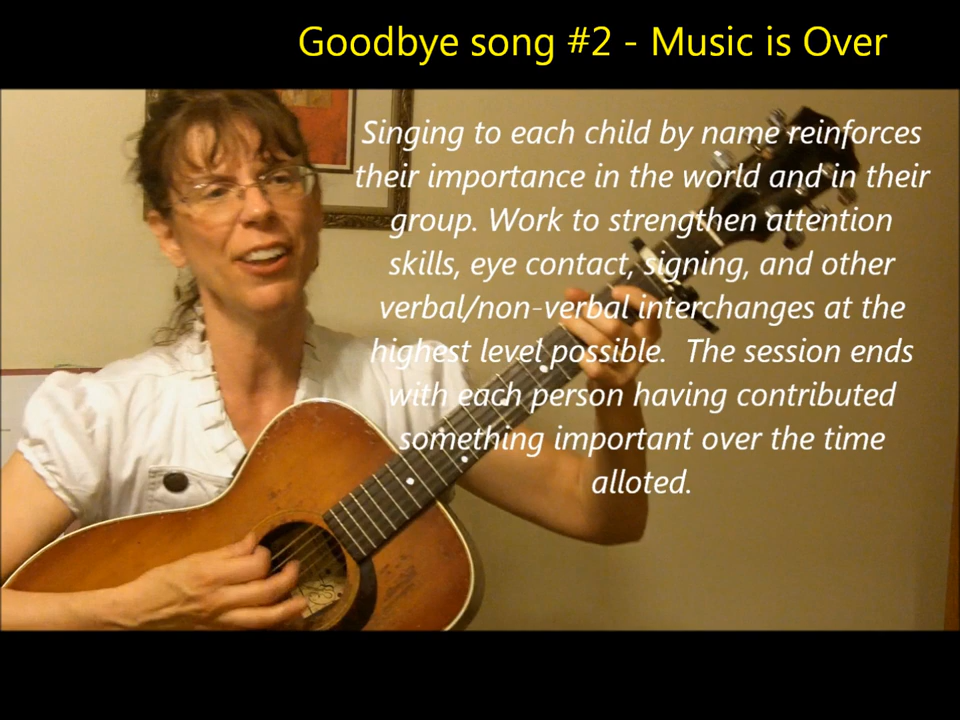 Goodbye song #2 - Music is Over
Singing to each child by name reinforces
their importance in the world and in their
group. Work to strengthen attention
skills, eye contact, signing, and other
verbal/non-verbal interchanges at the
highest level possible.  The session ends
with each person having contributed
something important over the time
alloted.